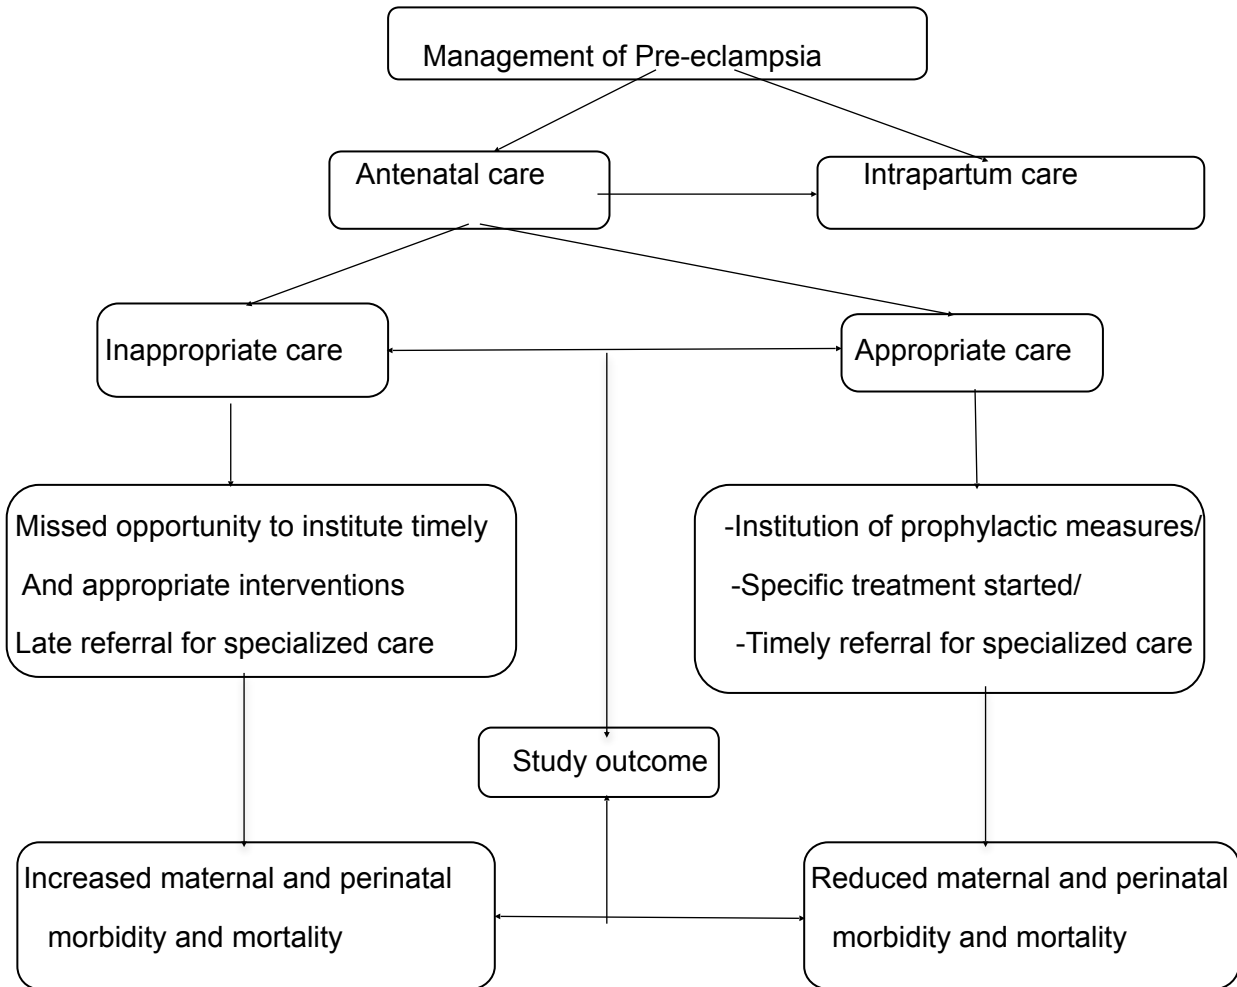 Management of Pre-eclampsia
Antenatal care
Intrapartum care
Inappropriate care
Appropriate care
Missed opportunity to institute timely
And appropriate interventions
Late referral for specialized care
-Institution of prophylactic measures/
-Specific treatment started/
-Timely referral for specialized care
Study outcome
Increased maternal and perinatal
morbidity and mortality
Reduced maternal and perinatal
morbidity and mortality